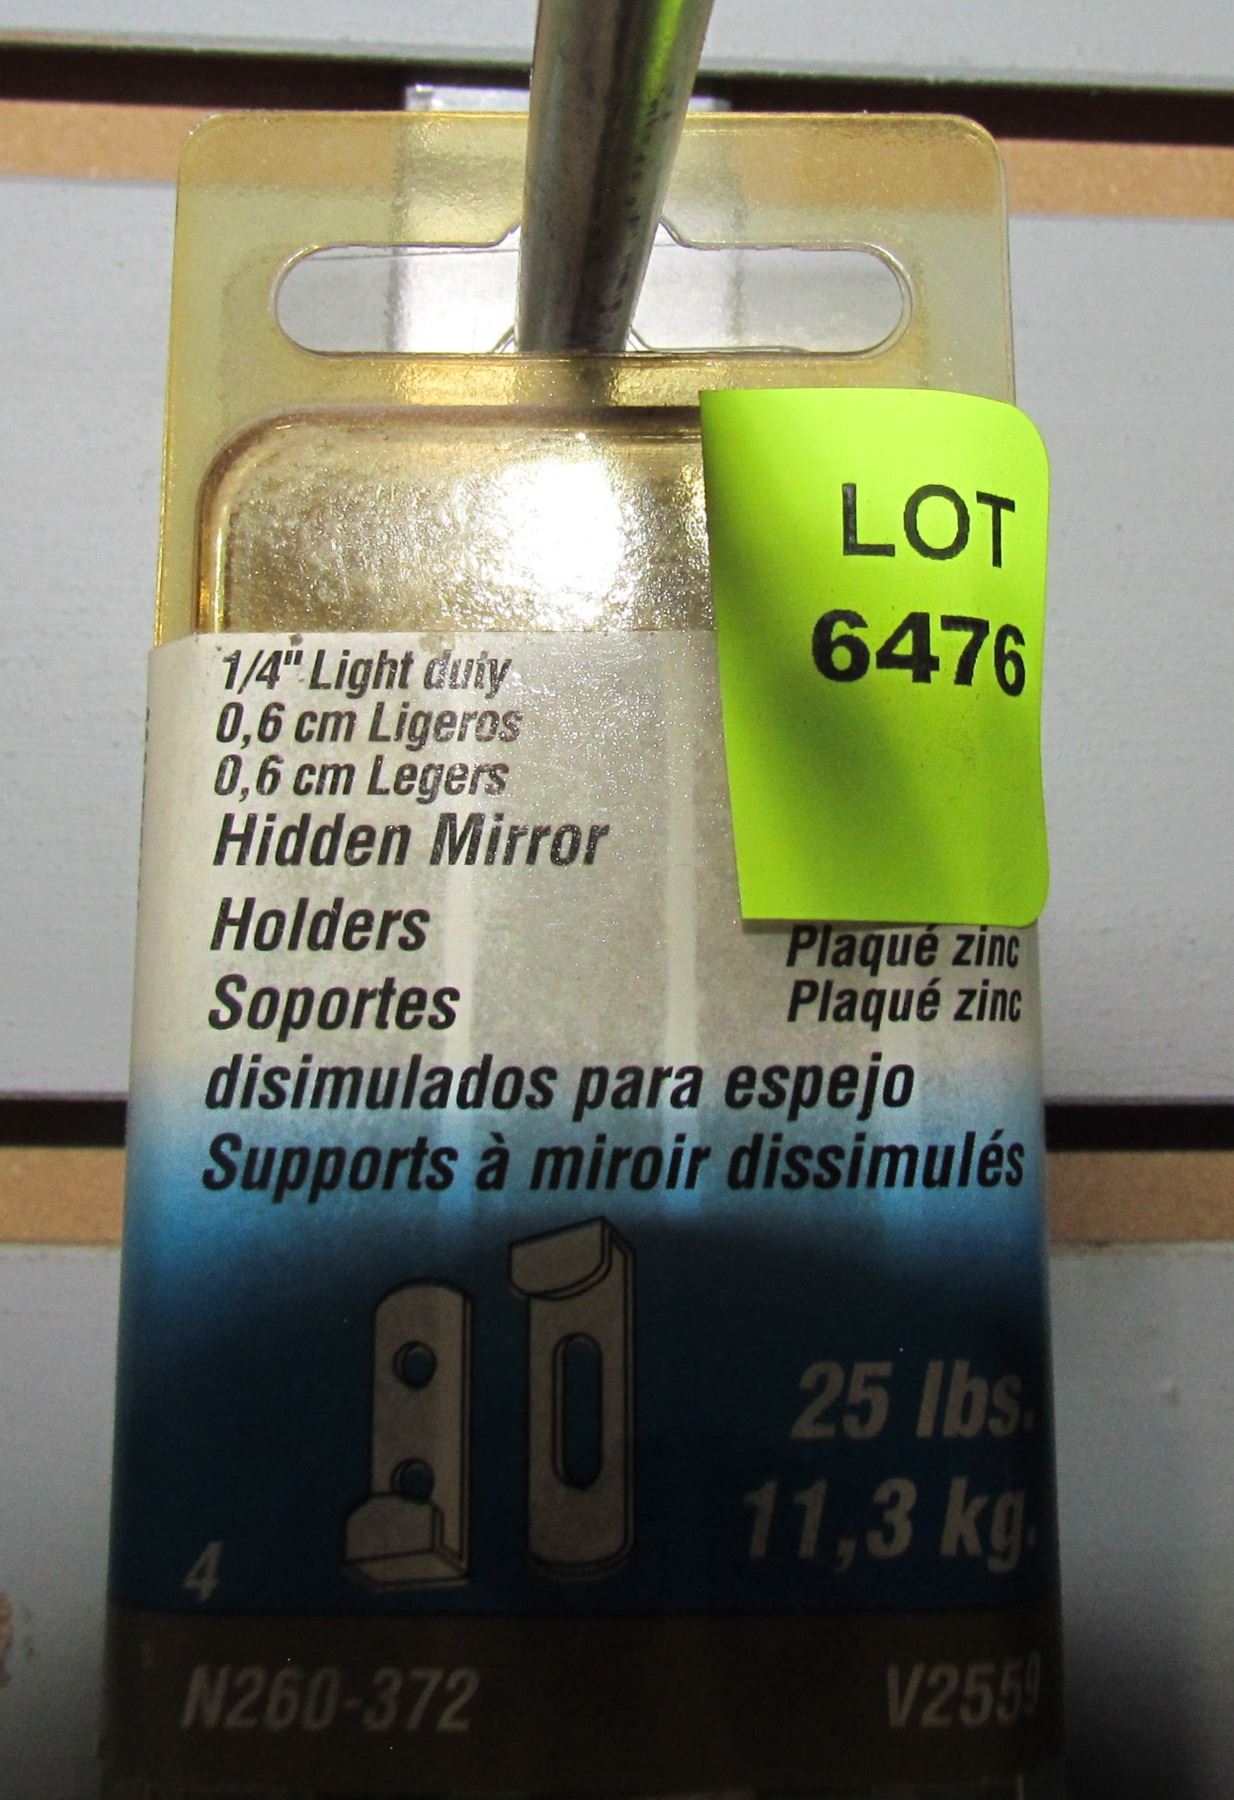 LOT
6476
1/4" Light duty
0,6 cm Ligeros
0,6 cm Legers
Hidden Mirror
Holders
Soportes
disimulados para espejo
Supports à miroir dissimulés
Plaqué zinc
Plaqué zinc
25 lbs.
11,3 kg.
4
N260-372
V2559